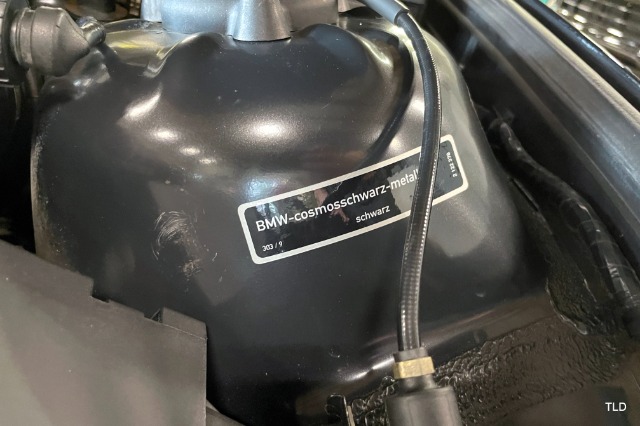 BMW-cosmosschwarz-metall
schwarz
303 / 9
TLD